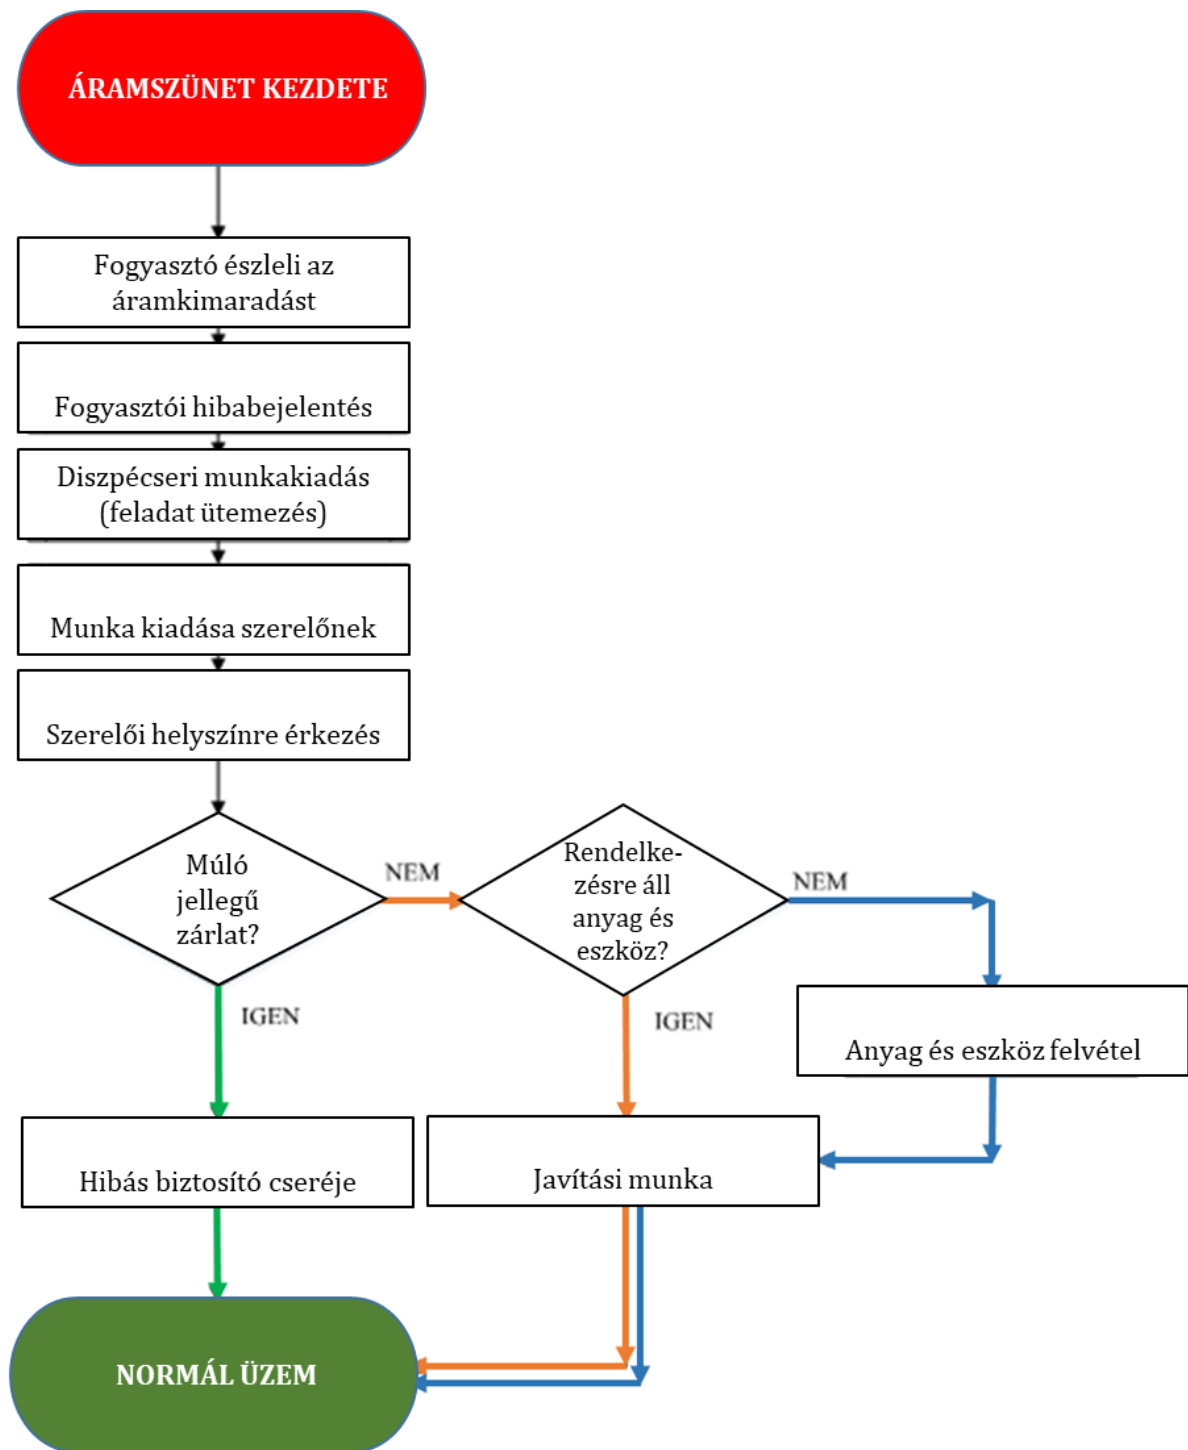 ÁRAMSZÜNET KEZDETE
Fogyasztó észleli az
áramkimaradást
Fogyasztói hibabejelentés
Diszpécseri munkakiadás
(feladat ütemezés)
Munka kiadása szerelőnek
Szerelői helyszínre érkezés
Múló
jellegű
zárlat?
NEM
Rendelke-
zésre áll
anyag és
eszköz?
NEM
IGEN
IGEN
Anyag és eszköz felvétel
Hibás biztosító cseréje
Javítási munka
NORMÁL ÜZEM